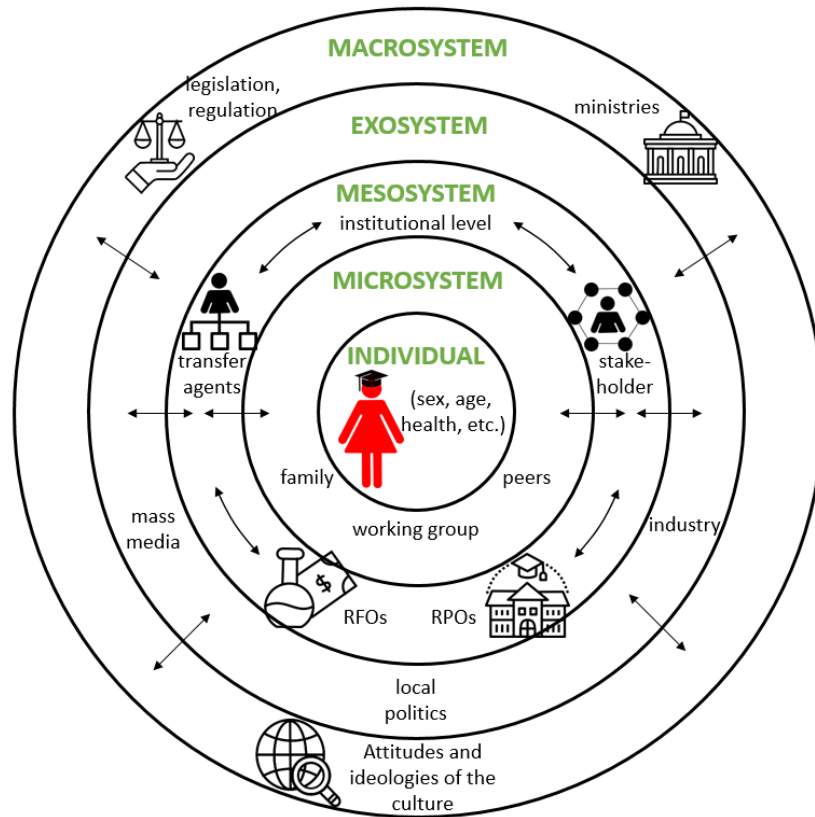 MACROSYSTEM
legislation,
regulation
ministries
EXOSYSTEM
MESOSYSTEM
institutional level
MICROSYSTEM
transfer
agents
stake-
holder
INDIVIDUAL
(sex, age,
health, etc.)
family
peers
working group
mass
media
industry
$
RFOs
RPOs
local
politics
Attitudes and
ideologies of the
culture